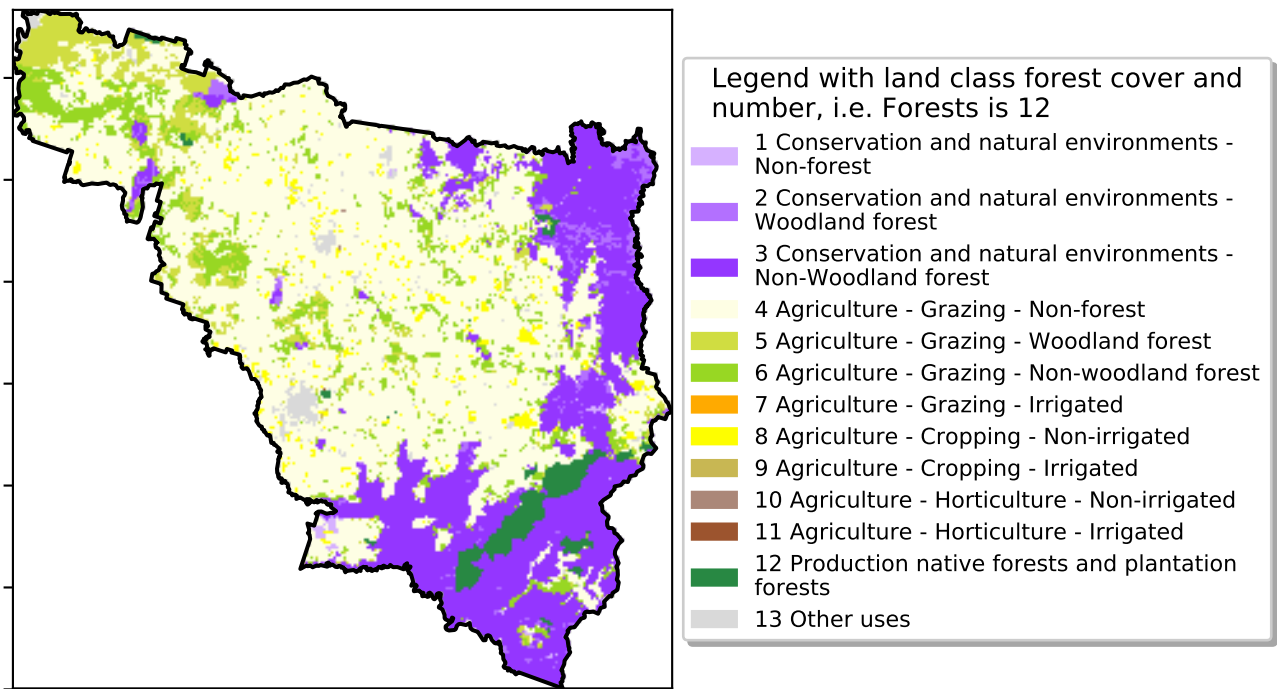 Legend with land class forest cover and
number, i.e. Forests is 12
1 Conservation and natural environments -
Non-forest
2 Conservation and natural environments -
Woodland forest
3 Conservation and natural environments -
Non-Woodland forest
4 Agriculture - Grazing - Non-forest
5 Agriculture - Grazing - Woodland forest
6 Agriculture - Grazing - Non-woodland forest
7 Agriculture - Grazing - Irrigated
8 Agriculture - Cropping - Non-irrigated
9 Agriculture - Cropping - Irrigated
10 Agriculture - Horticulture - Non-irrigated
11 Agriculture - Horticulture - Irrigated
12 Production native forests and plantation
forests
13 Other uses